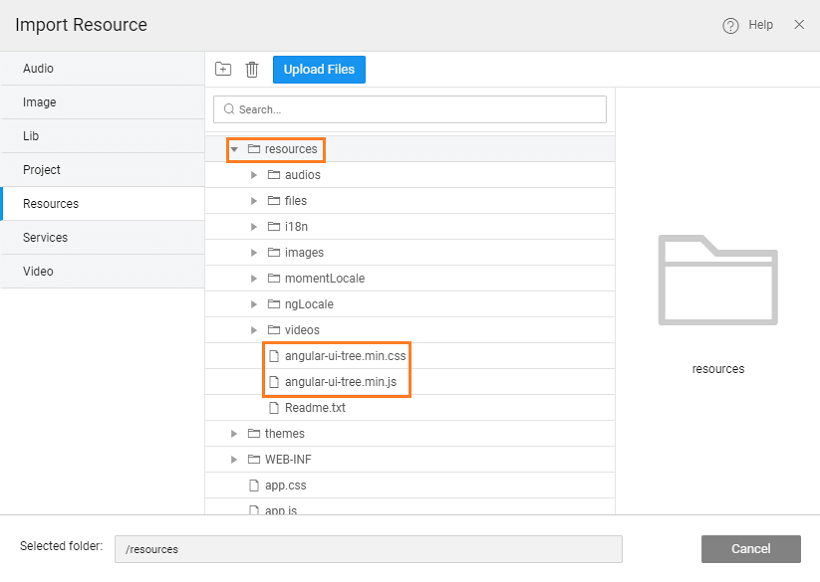 Import Resource
Help
Audio
Image
Lib
Project
Resources
Services
Video
Upload Files
Search...
resources
audios
files
i18n
images
momentLocale
ngLocale
videos
angular-ui-tree.min.css
angular-ui-tree.min.js
Readme.txt
themes
WEB-INF
app.css
app.js
resources
Selected folder:
/resources
Cancel